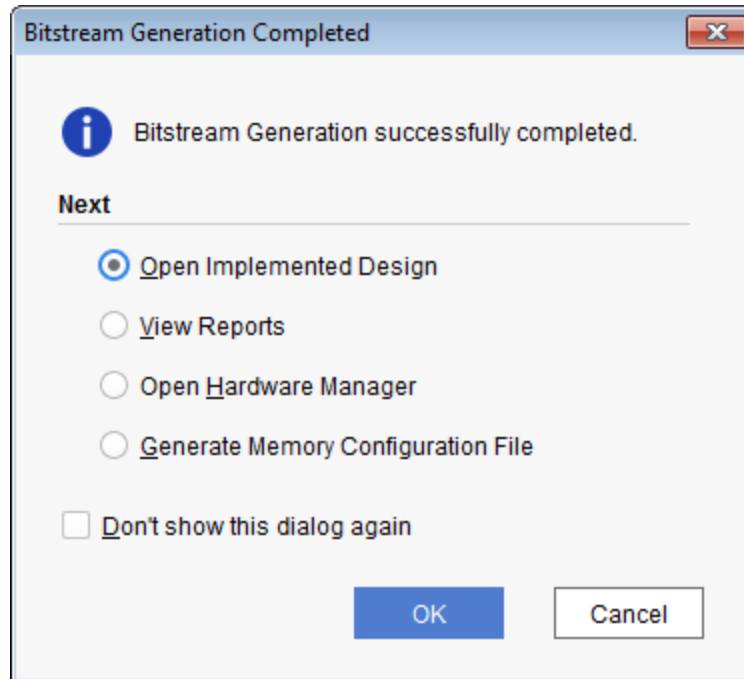 Bitstream Generation Completed
Bitstream Generation successfully completed.
Next
Open Implemented Design
View Reports
Open Hardware Manager
Generate Memory Configuration File
Don't show this dialog again
OK
Cancel